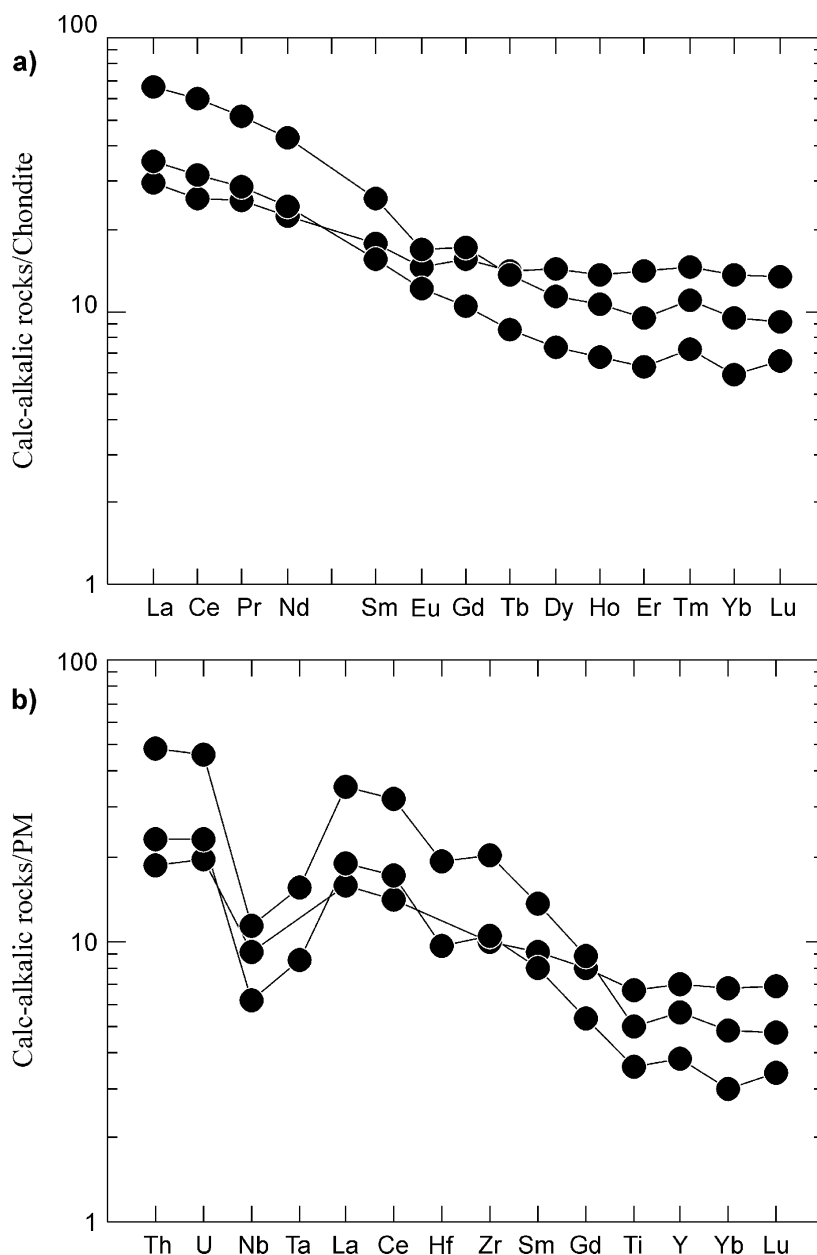 100
a)
Calc-alkalic rocks/Chondite
10
1
La Ce Pr Nd Sm Eu Gd Tb Dy Ho Er Tm Yb Lu
100
b)
Calc-alkalic rocks/PM
10
1
Th U Nb Ta La Ce Hf Zr Sm Gd Ti Y Yb Lu